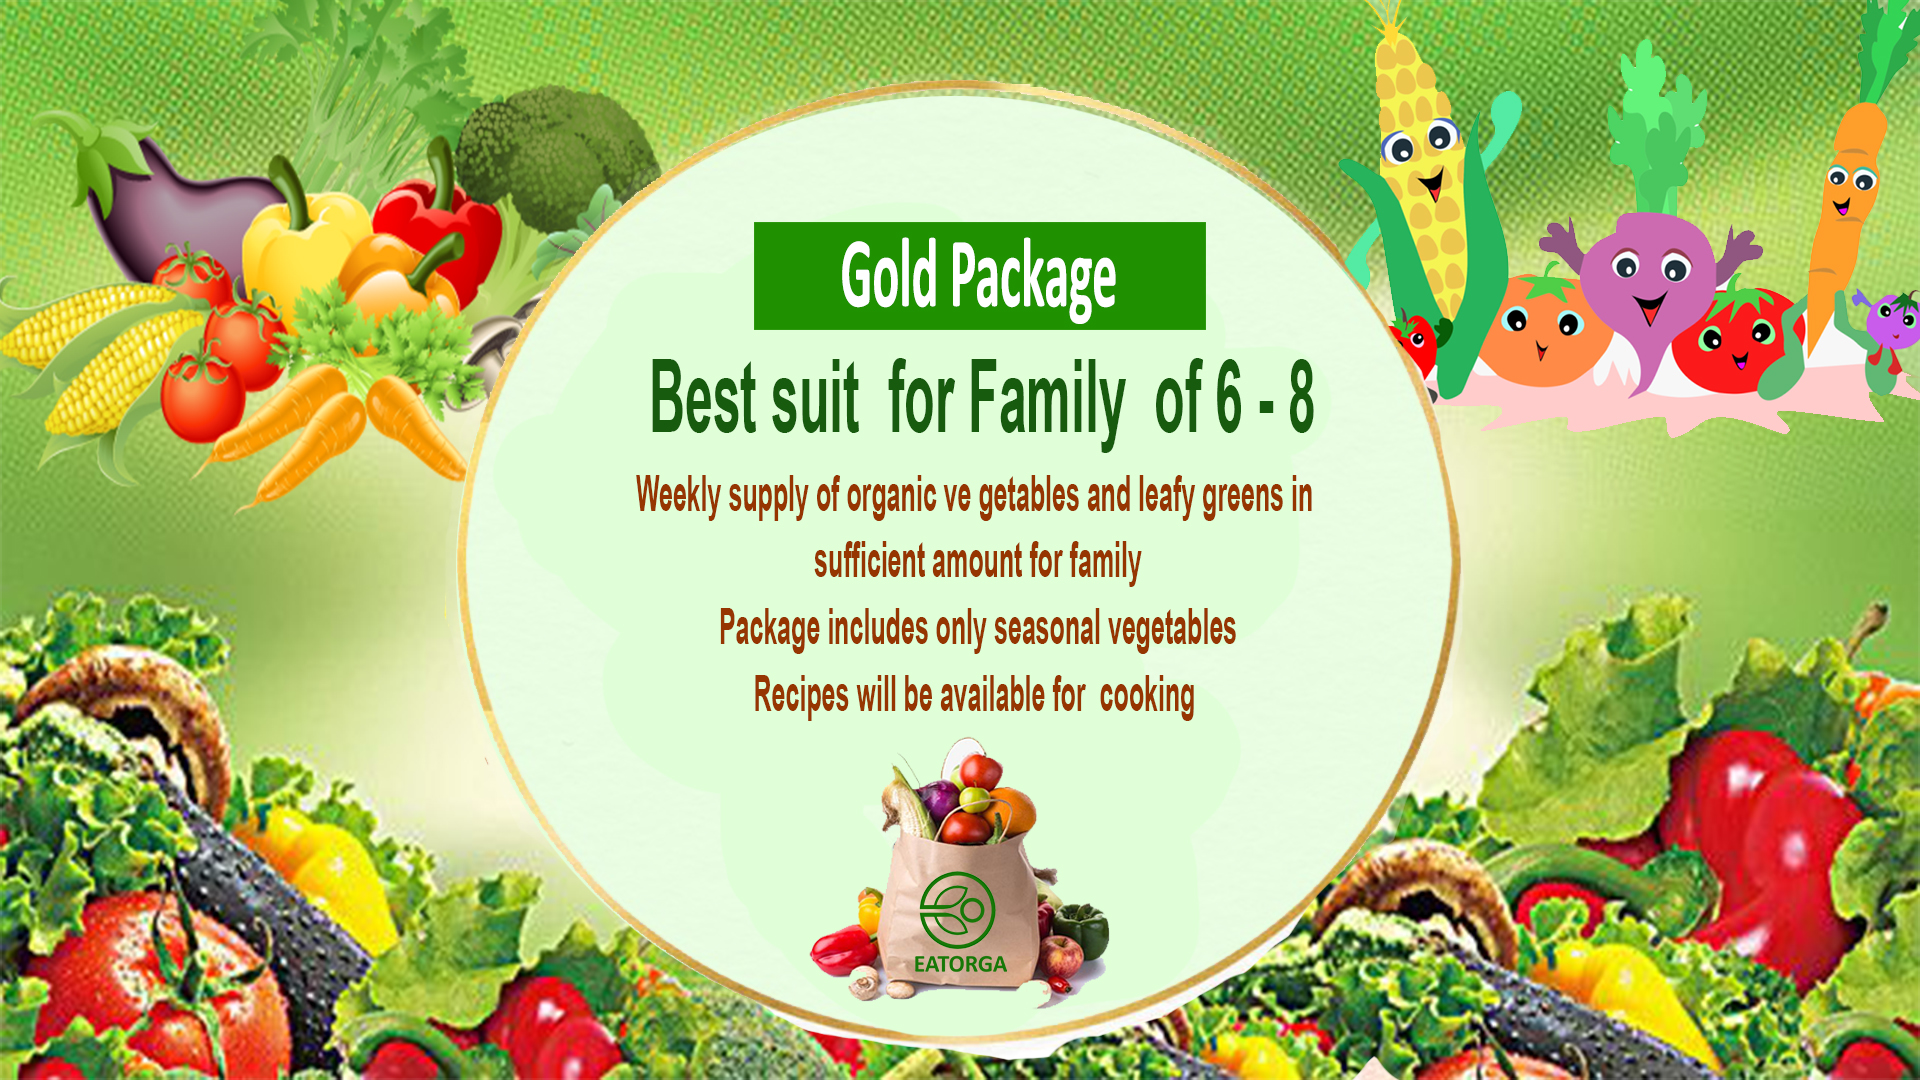 Gold Package
Best suit for Family of 6 - 8
Weekly supply of organic ve getables and leafy greens in
sufficient amount for family
Package includes only seasonal vegetables
Recipes will be available for cooking
EATORGA